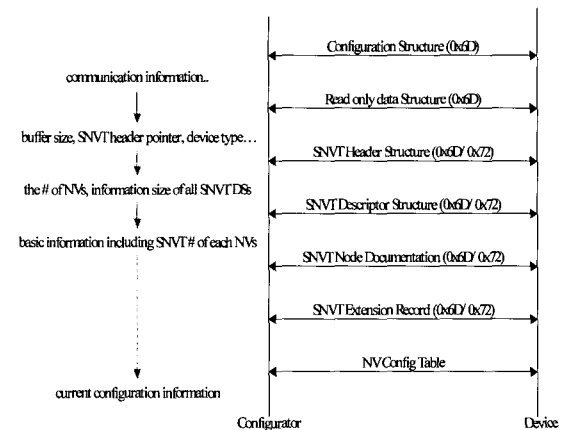 Configuration Structure (0x6D)
communication information..
Read only data Structure (0x6D)
buffer size, SNVT header pointer, device type…
SNVT Header Structure (0x6D/ 0x72)
the # of NVs, information size of all SNVT DSs
SNVT Descriptor Structure (0x6D/ 0x72)
basic information including SNVT # of each NVs
SNVT Node Documentation (0x6D/ 0x72)
SNVT Extension Record (0x6D/ 0x72)
NV Config Table
current configuration information
Configurator
Device